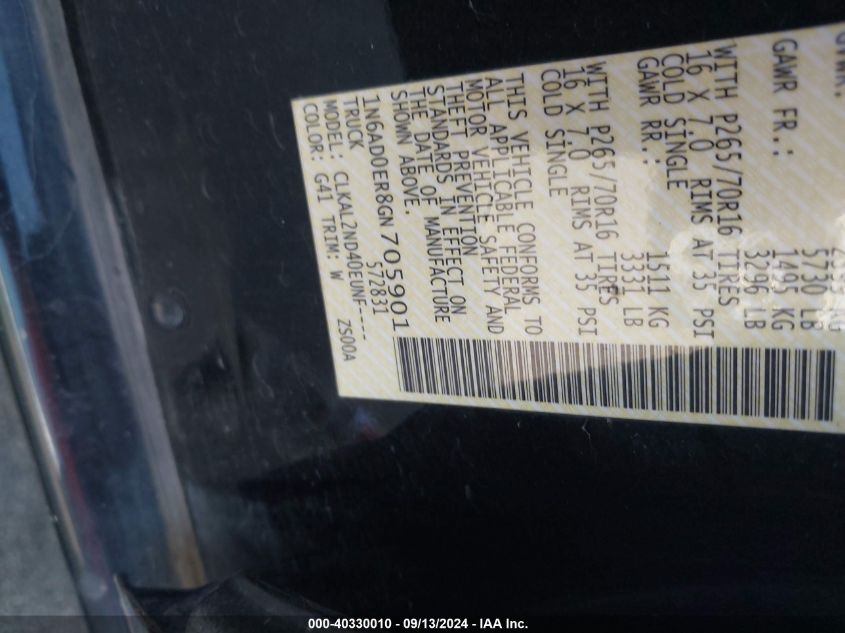 GVWR:
5730 LB
GAWR FR.: 1495 KG
3296 LB
WITH P265/70R16 TIRES
16 X 7.0 RIMS AT 35 PSI
COLD SINGLE
GAWR RR.: 1511 KG
3331 LB
WITH P265/70R16 TIRES
16 X 7.0 RIMS AT 35 PSI
COLD SINGLE
THIS VEHICLE CONFORMS TO
ALL APPLICABLE FEDERAL
MOTOR VEHICLE SAFETY AND
THEFT PREVENTION
STANDARDS IN EFFECT ON
THE DATE OF MANUFACTURE
SHOWN ABOVE.
1N6AD0ER8GN705901
TRUCK 572831
MODEL: CLKAL2ND40EUNF-----
COLOR: G41 TRIM: W ZS00A
000-40330010 - 09/13/2024 - IAA Inc.